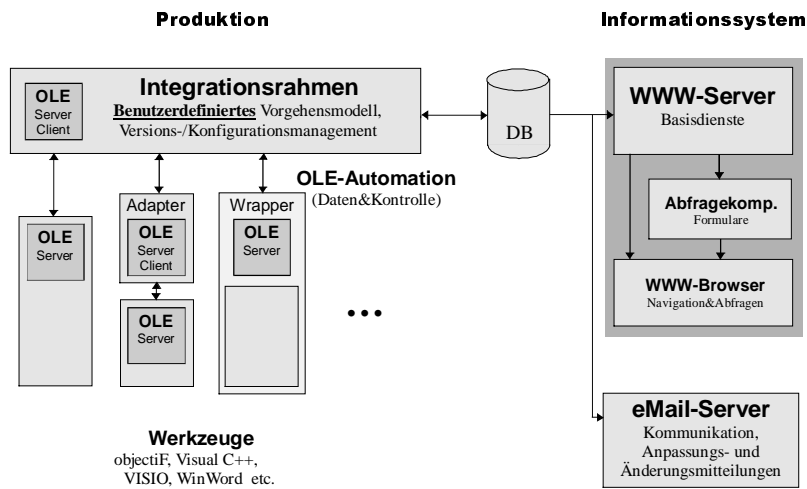 Produktion
Informationssystem
OLE
Server
Client
Integrationsrahmen
Benutzerdefiniertes Vorgehensmodell,
Versions-/Konfigurationsmanagement
DB
WWW-Server
Basisdienste
OLE-Automation
(Daten&Kontrolle)
OLE
Server
Adapter
OLE
Server
Client
OLE
Server
Wrapper
OLE
Server
...
Abfragekomp.
Formulare
WWW-Browser
Navigation&Abfragen
Werkzeuge
objectiF, Visual C++,
VISIO, WinWord etc.
eMail-Server
Kommunikation,
Anpassungs- und
Änderungsmitteilungen